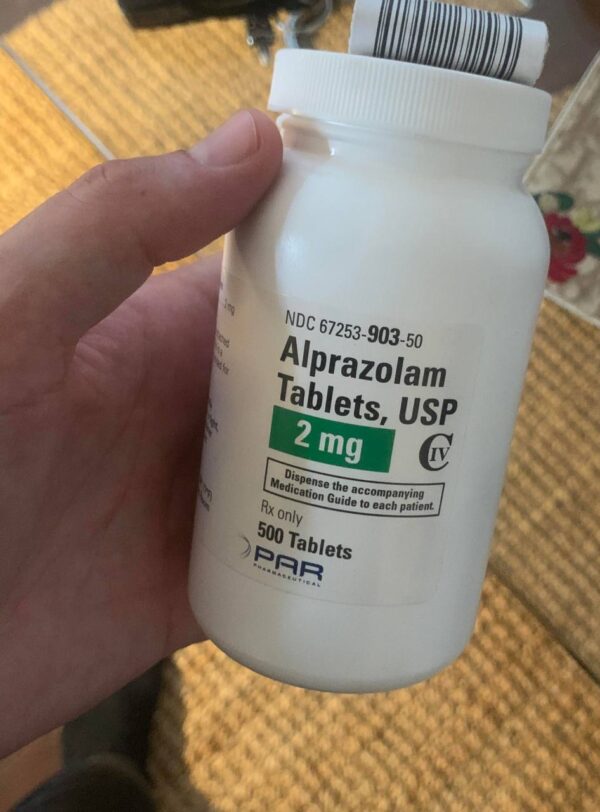 NDC 67253-903-50
Alprazolam
Tablets, USP
2 mg
CIV
Dispense the accompanying
Medication Guide to each patient.
Rx only
500 Tablets
PAR
PHARMACEUTICAL